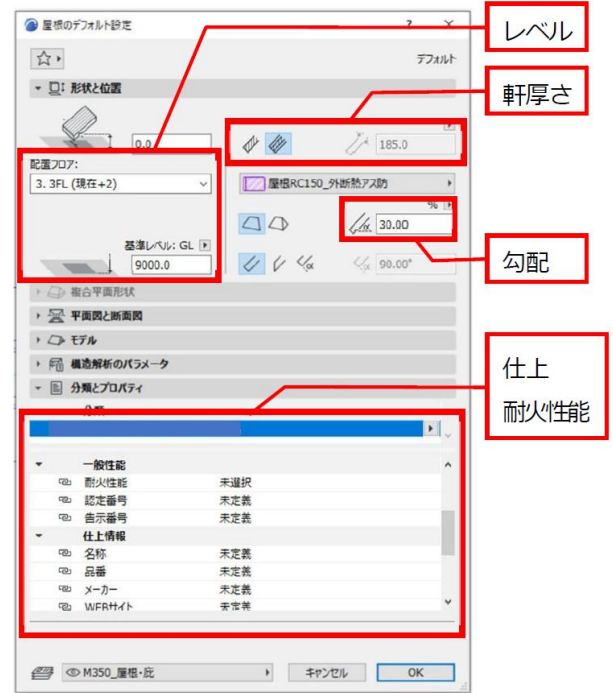 屋根のデフォルト設定
? ×
レベル
デフォルト
形状と位置
軒厚さ
0.0
185.0
配置フロア:
3. 3FL (現在+2)
屋根RC150_外断熱アス防
%
30.00
基準レベル: GL
9000.0
90.00°
勾配
複合平面形状
平面図と断面図
モデル
構造解析のパラメータ
分類とプロパティ
仕上
耐火性能
分類
一般性能
耐火性能 未選択
認定番号 未定義
告示番号 未定義
仕上情報
名称 未定義
品番 未定義
メーカー 未定義
WEBサイト 未定義
M350_屋根・庇
キャンセル
OK